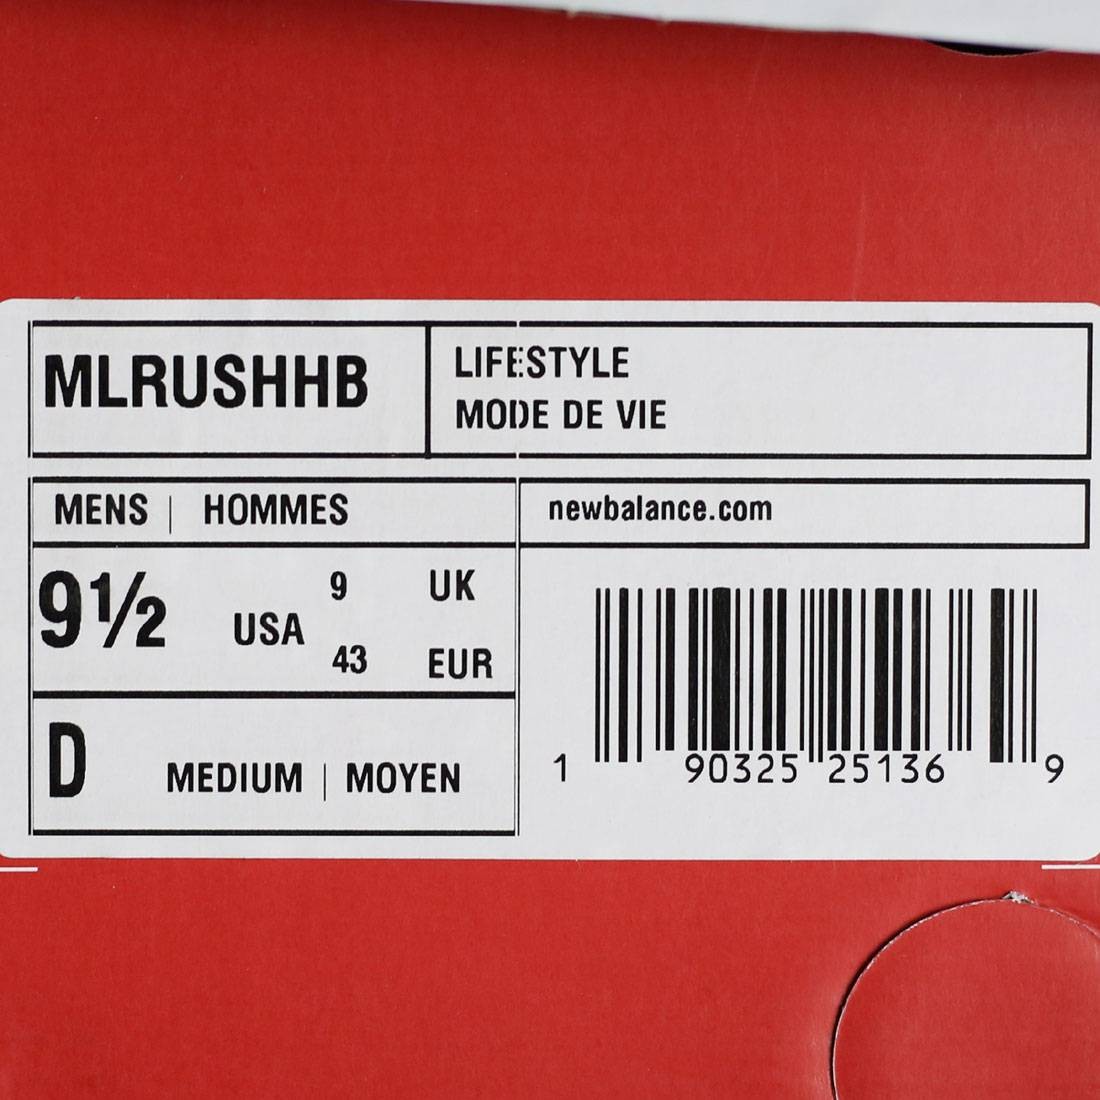 MLRUSHHB
LIFESTYLE
MODE DE VIE
MENS | HOMMES
newbalance.com
9½ USA
9 UK
43 EUR
D MEDIUM | MOYEN
1 90325 25136 9